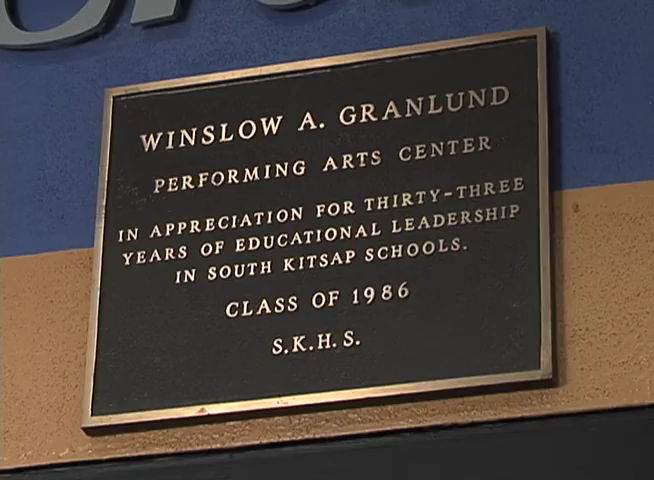 WINSLOW A. GRANLUND
PERFORMING ARTS CENTER
IN APPRECIATION FOR THIRTY-THREE
YEARS OF EDUCATIONAL LEADERSHIP
IN SOUTH KITSAP SCHOOLS.
CLASS OF 1986
S.K.H.S.